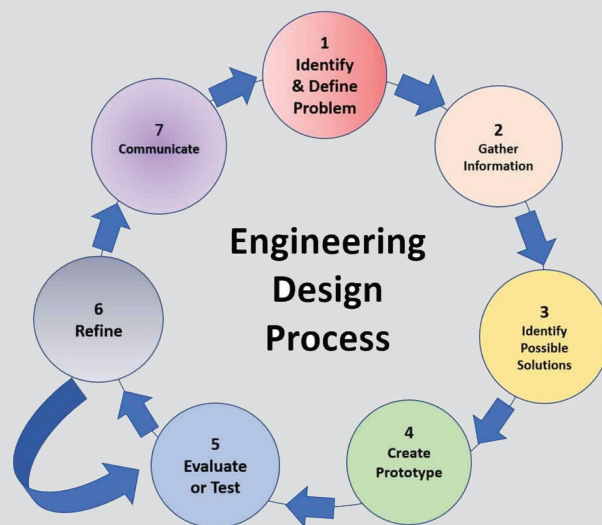 1
Identify
& Define
Problem
2
Gather
Information
3
Identify
Possible
Solutions
4
Create
Prototype
5
Evaluate
or Test
6
Refine
7
Communicate
Engineering
Design
Process